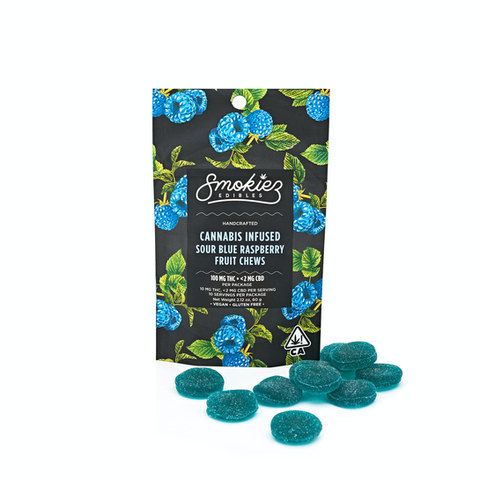 Smokiez
EDIBLES
HANDCRAFTED
CANNABIS INFUSED
SOUR BLUE RASPBERRY
FRUIT CHEWS
100 MG THC • <2 MG CBD
PER PACKAGE
10 MG THC, <2 MG CBD PER SERVING
10 SERVINGS PER PACKAGE
Net Weight 2.12 oz, 60 g
• VEGAN • GLUTEN FREE •
CA